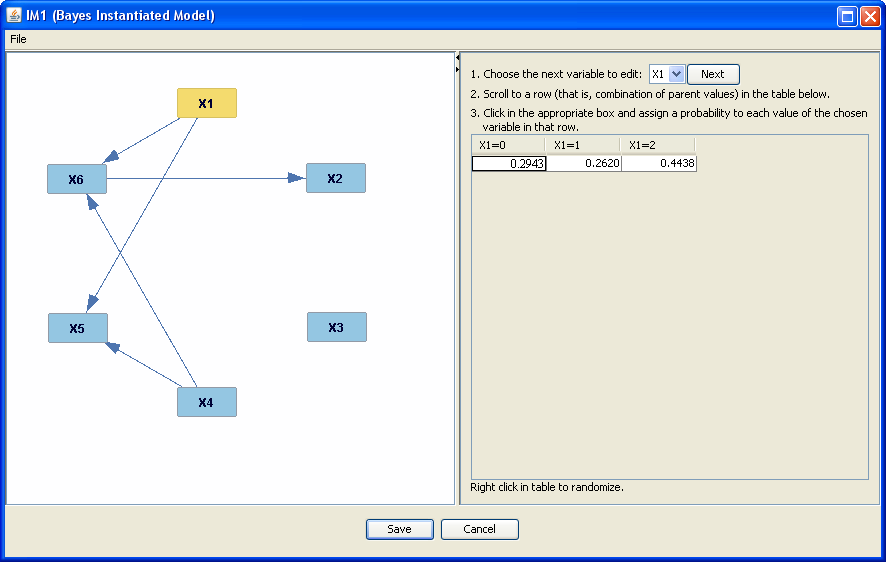 IM1 (Bayes Instantiated Model)
File
X1
X6
X2
X5
X3
X4
1. Choose the next variable to edit: X1 Next
2. Scroll to a row (that is, combination of parent values) in the table below.
3. Click in the appropriate box and assign a probability to each value of the chosen
variable in that row.
X1=0 X1=1 X1=2
0.2943 0.2620 0.4438
Right click in table to randomize.
Save Cancel